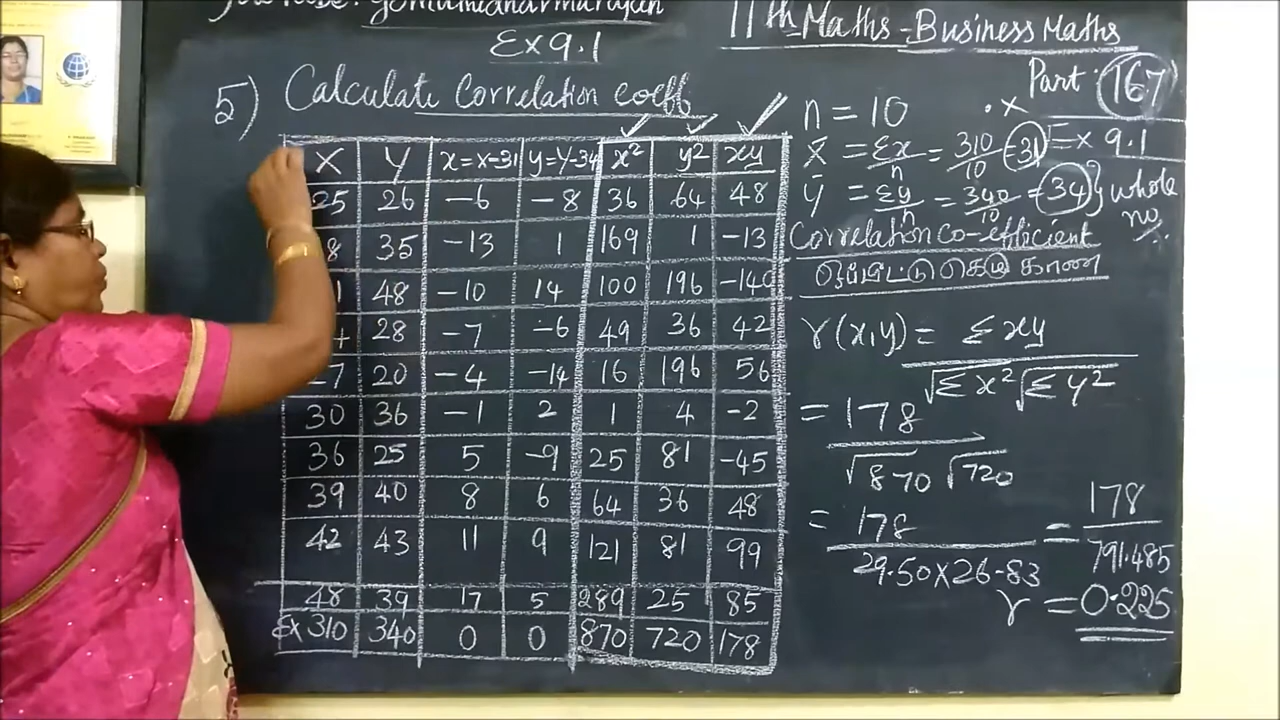 Ex 9.1
11th Maths - Business Maths
Part: 167
Ex 9.1
5) Calculate Correlation coeff
X Y x=x-31 y=Y-34 x² y² xy
25 26 -6 -8 36 64 48
8 35 -13 1 169 1 -13
1 48 -10 14 100 196 -140
4 28 -7 -6 49 36 42
7 20 -4 -14 16 196 56
30 36 -1 2 1 4 -2
36 25 5 -9 25 81 -45
39 40 8 6 64 36 48
42 43 11 9 121 81 99
48 39 17 5 289 25 85
Σx 310 340 0 0 870 720 178
n = 10 . x
x̄ = Σx/n = 310/10 = 31
ȳ = Σy/n = 340/10 = 34 } whole no.
Correlation Co-efficient
ஒட்டுறவுக் கெழு காண
r(x,y) = Σxy / √Σx² √Σy²
= 178 / √870 √720
= 178 / 29.50 x 26.83 = 178 / 791.485
r = 0.225